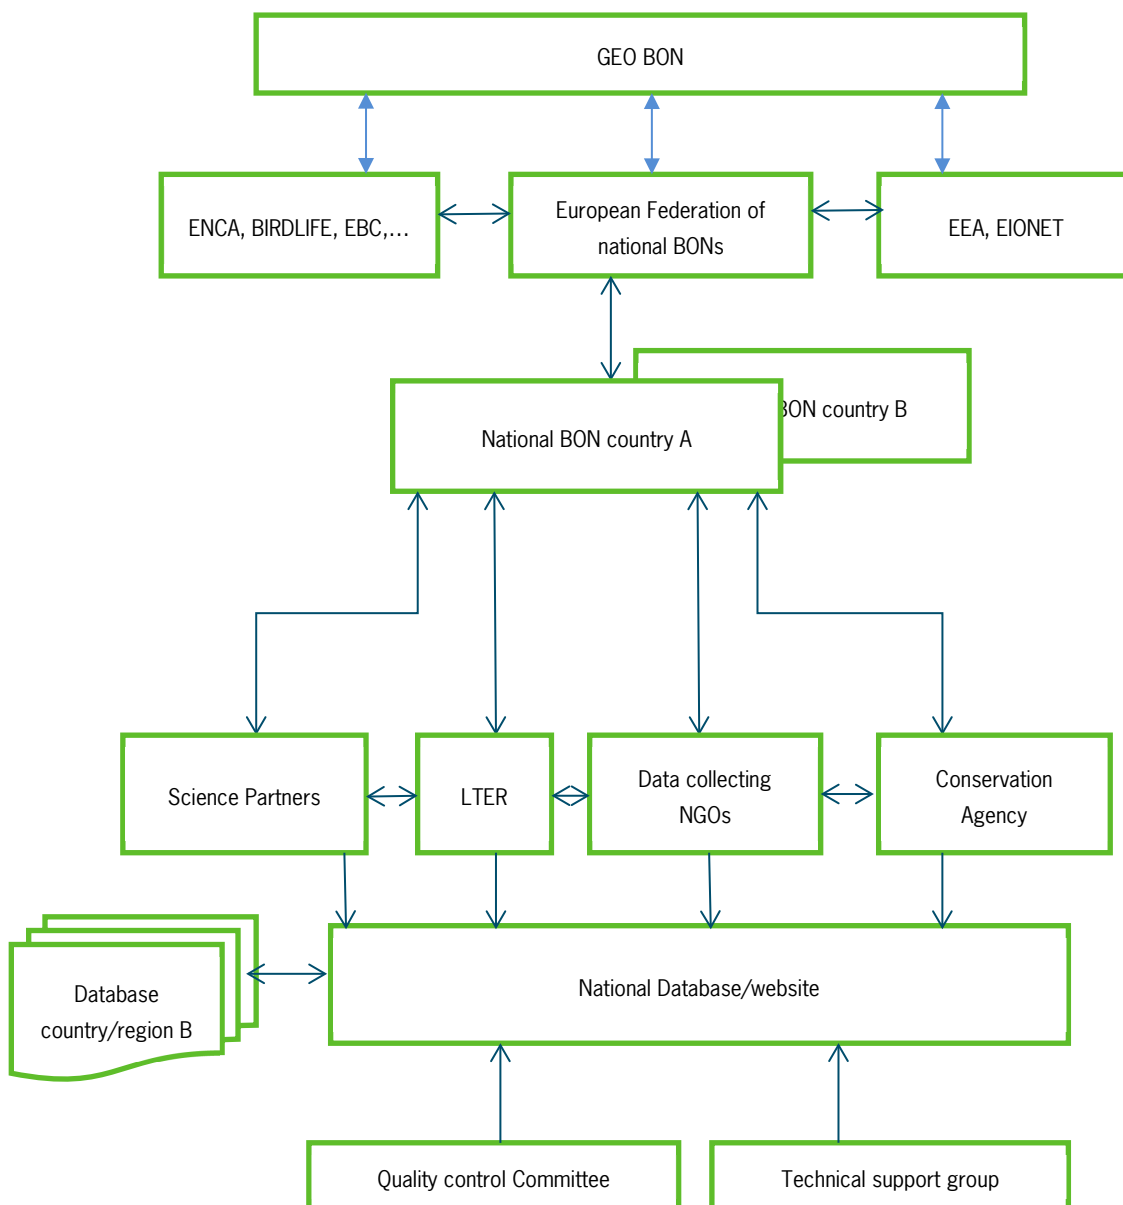 GEO BON
ENCA, BIRDLIFE, EBC,…
European Federation of
national BONs
EEA, EIONET
BON country B
National BON country A
Science Partners
LTER
Data collecting
NGOs
Conservation
Agency
Database
country/region B
National Database/website
Quality control Committee
Technical support group